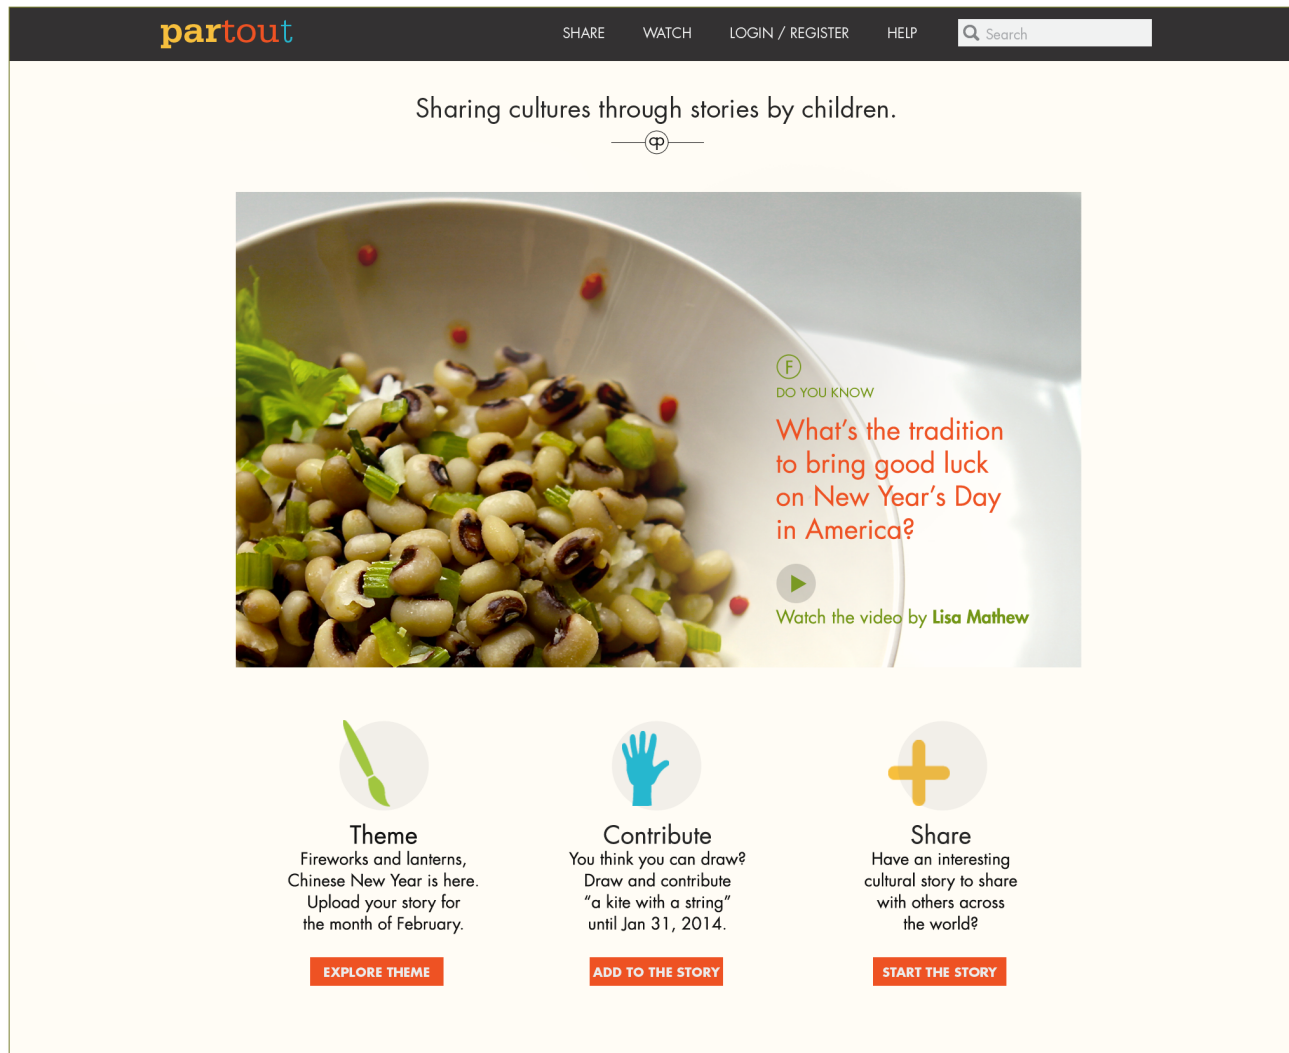 partout
SHARE
WATCH
LOGIN / REGISTER
HELP
Search
Sharing cultures through stories by children.
F
DO YOU KNOW
What's the tradition
to bring good luck
on New Year's Day
in America?
Watch the video by Lisa Mathew
Theme
Fireworks and lanterns,
Chinese New Year is here.
Upload your story for
the month of February.
EXPLORE THEME
Contribute
You think you can draw?
Draw and contribute
“a kite with a string”
until Jan 31, 2014.
ADD TO THE STORY
Share
Have an interesting
cultural story to share
with others across
the world?
START THE STORY